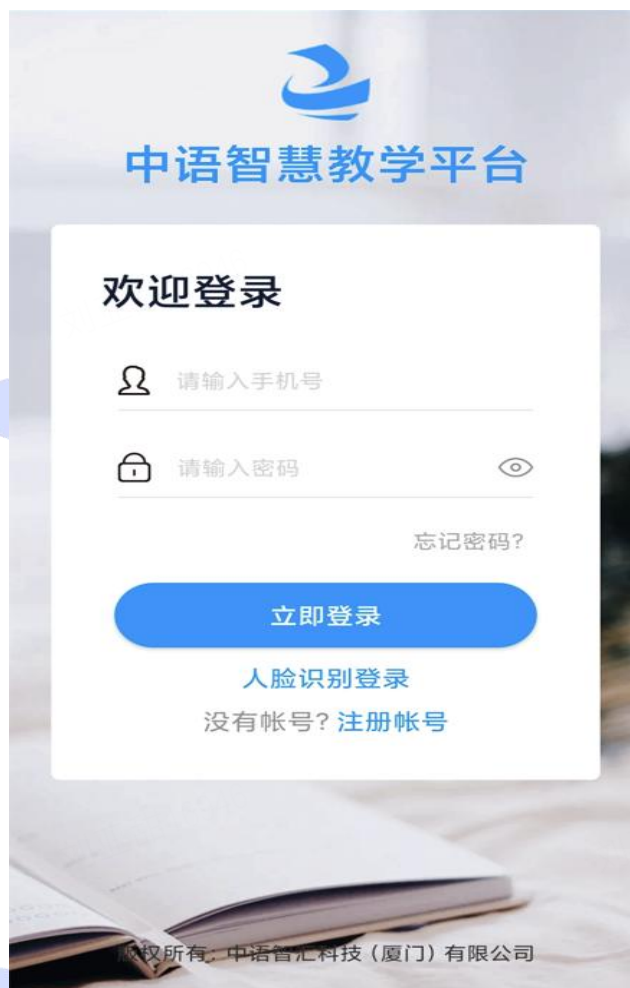 中语智慧教学平台
欢迎登录
请输入手机号
请输入密码
忘记密码?
立即登录
人脸识别登录
没有帐号? 注册帐号
版权所有: 中语智汇科技 (厦门) 有限公司